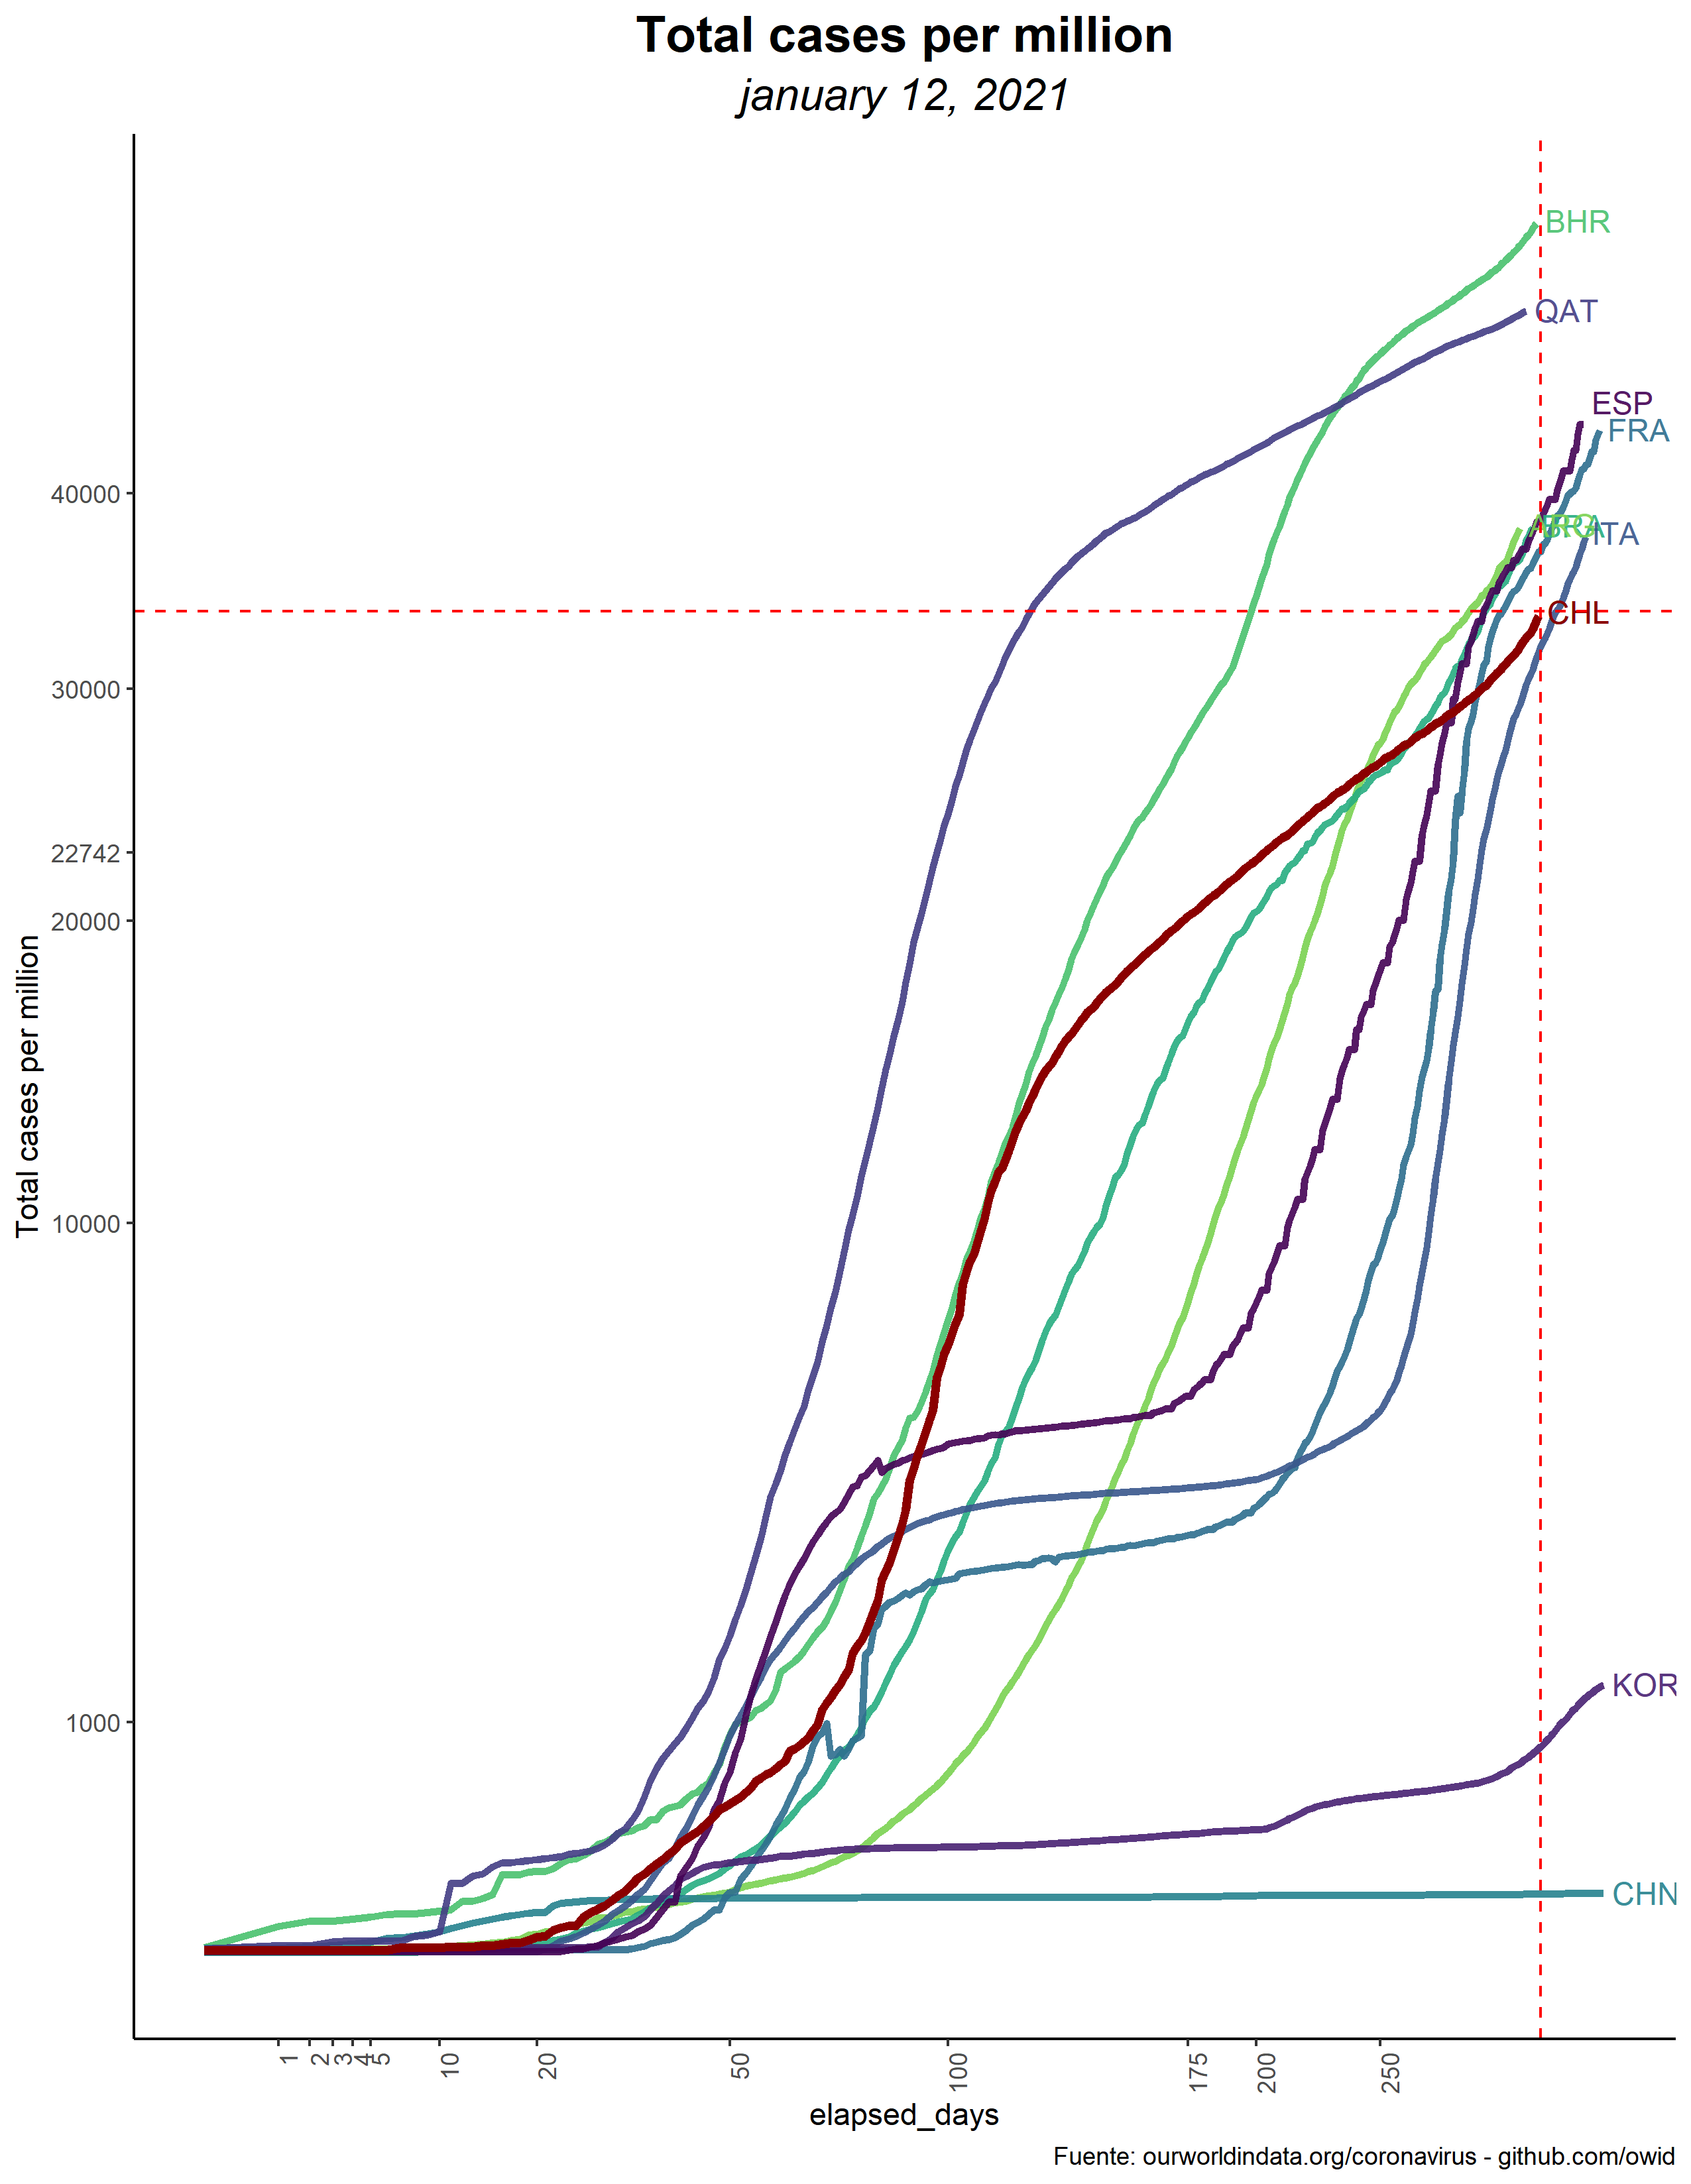 Total cases per million
january 12, 2021
BHR
QAT
ESP
FRA
ARG
BRA
ITA
CHL
KOR
CHN
40000
30000
22742
20000
10000
1000
Total cases per million
1
2
3
4
5
10
20
50
100
175
200
250
elapsed_days
Fuente: ourworldindata.org/coronavirus - github.com/owid